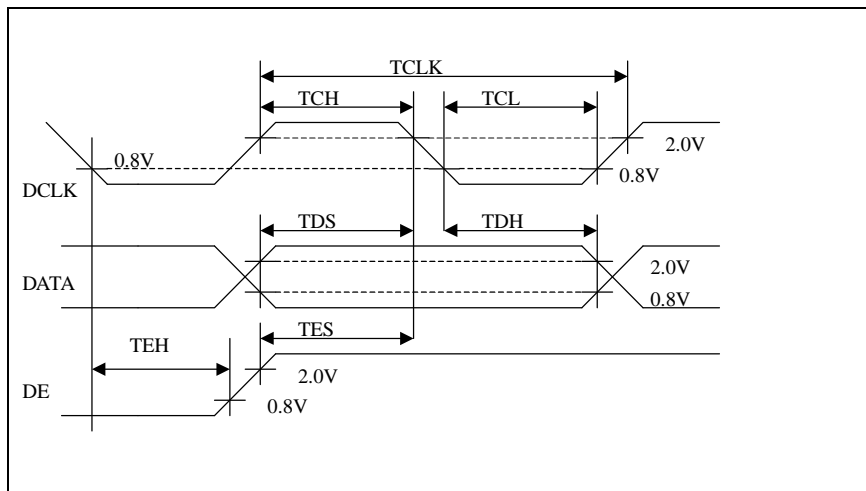 TCLK
TCH TCL
0.8V 2.0V
0.8V
DCLK
TDS TDH
2.0V
DATA
0.8V
TES
TEH
2.0V
DE
0.8V